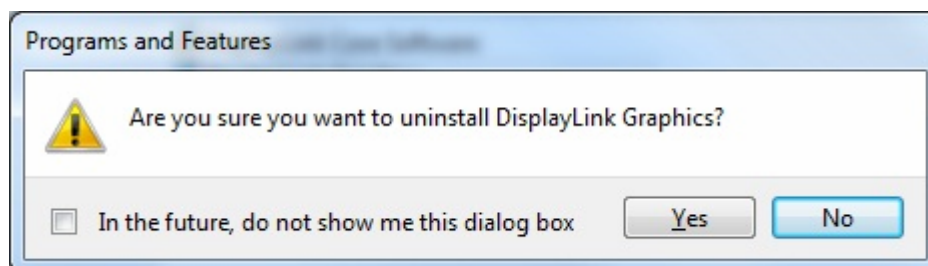 Programs and Features
Are you sure you want to uninstall DisplayLink Graphics?
In the future, do not show me this dialog box
Yes
No